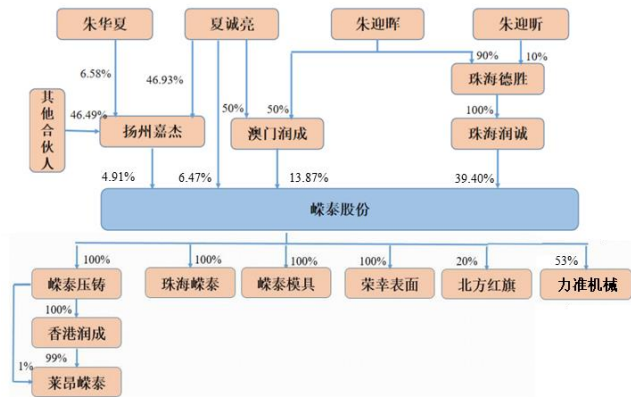 朱华夏
夏诚亮
朱迎晖
朱迎昕
6.58%
46.93%
90%
10%
珠海德胜
其他合伙人
46.49%
50%
50%
100%
扬州嘉杰
澳门润成
珠海润诚
4.91%
6.47%
13.87%
39.40%
嵘泰股份
100%
100%
100%
100%
20%
53%
嵘泰压铸
珠海嵘泰
嵘泰模具
荣幸表面
北方红旗
力准机械
100%
香港润成
1%
99%
莱昂嵘泰